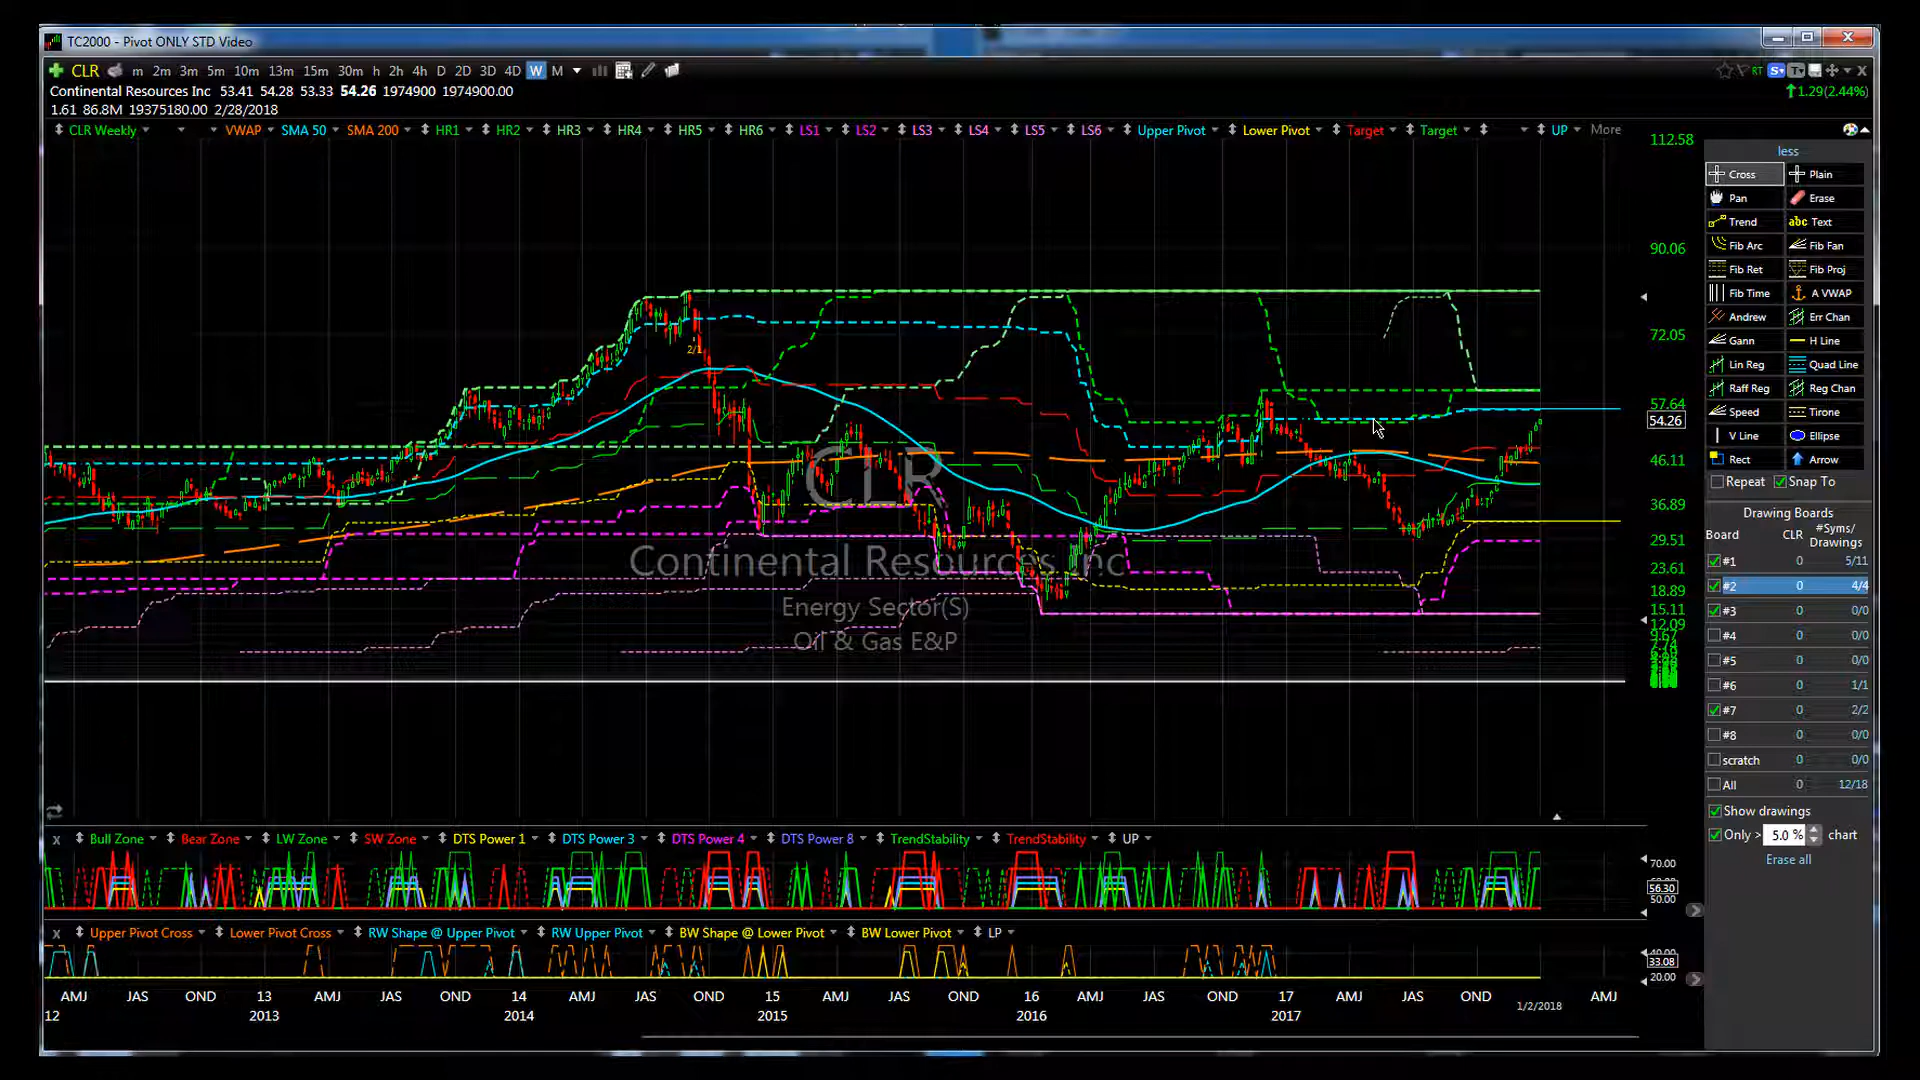 TC2000 - Pivot ONLY STD Video
CLR m 2m 3m 5m 10m 13m 15m 30m h 2h 4h D 2D 3D 4D W M
RT S T
Continental Resources Inc 53.41 54.28 53.33 54.26 1974900 1974900.00
1.29(2.44%)
1.61 86.8M 19375180.00 2/28/2018
CLR Weekly VWAP SMA 50 SMA 200 HR1 HR2 HR3 HR4 HR5 HR6 LS1 LS2 LS3 LS4 LS5 LS6 Upper Pivot Lower Pivot Target Target UP More
112.58
90.06
72.05
57.64
54.26
46.11
36.89
29.51
23.61
18.89
15.11
12.09
9.67
CLR
Continental Resources Inc
Energy Sector(S)
Oil & Gas E&P
less
Cross Plain
Pan Erase
Trend abc Text
Fib Arc Fib Fan
Fib Ret Fib Proj
Fib Time A VWAP
Andrew Err Chan
Gann H Line
Lin Reg Quad Line
Raff Reg Reg Chan
Speed Tirone
V Line Ellipse
Rect Arrow
Repeat Snap To
Drawing Boards
Board CLR #Syms/
Drawings
#1 0 5/11
#2 0 4/4
#3 0 0/0
#4 0 0/0
#5 0 0/0
#6 0 1/1
#7 0 2/2
#8 0 0/0
scratch 0 0/0
All 0 12/18
Show drawings
Only > 5.0 % chart
Erase all
x Bull Zone Bear Zone LW Zone SW Zone DTS Power 1 DTS Power 3 DTS Power 4 DTS Power 8 TrendStability TrendStability UP
70.00
56.30
50.00
x Upper Pivot Cross Lower Pivot Cross RW Shape @ Upper Pivot RW Upper Pivot BW Shape @ Lower Pivot BW Lower Pivot LP
40.00
33.08
20.00
AMJ JAS OND 13 AMJ JAS OND 14 AMJ JAS OND 15 AMJ JAS OND 16 AMJ JAS OND 17 AMJ JAS OND 1/2/2018 AMJ
12 2013 2014 2015 2016 2017